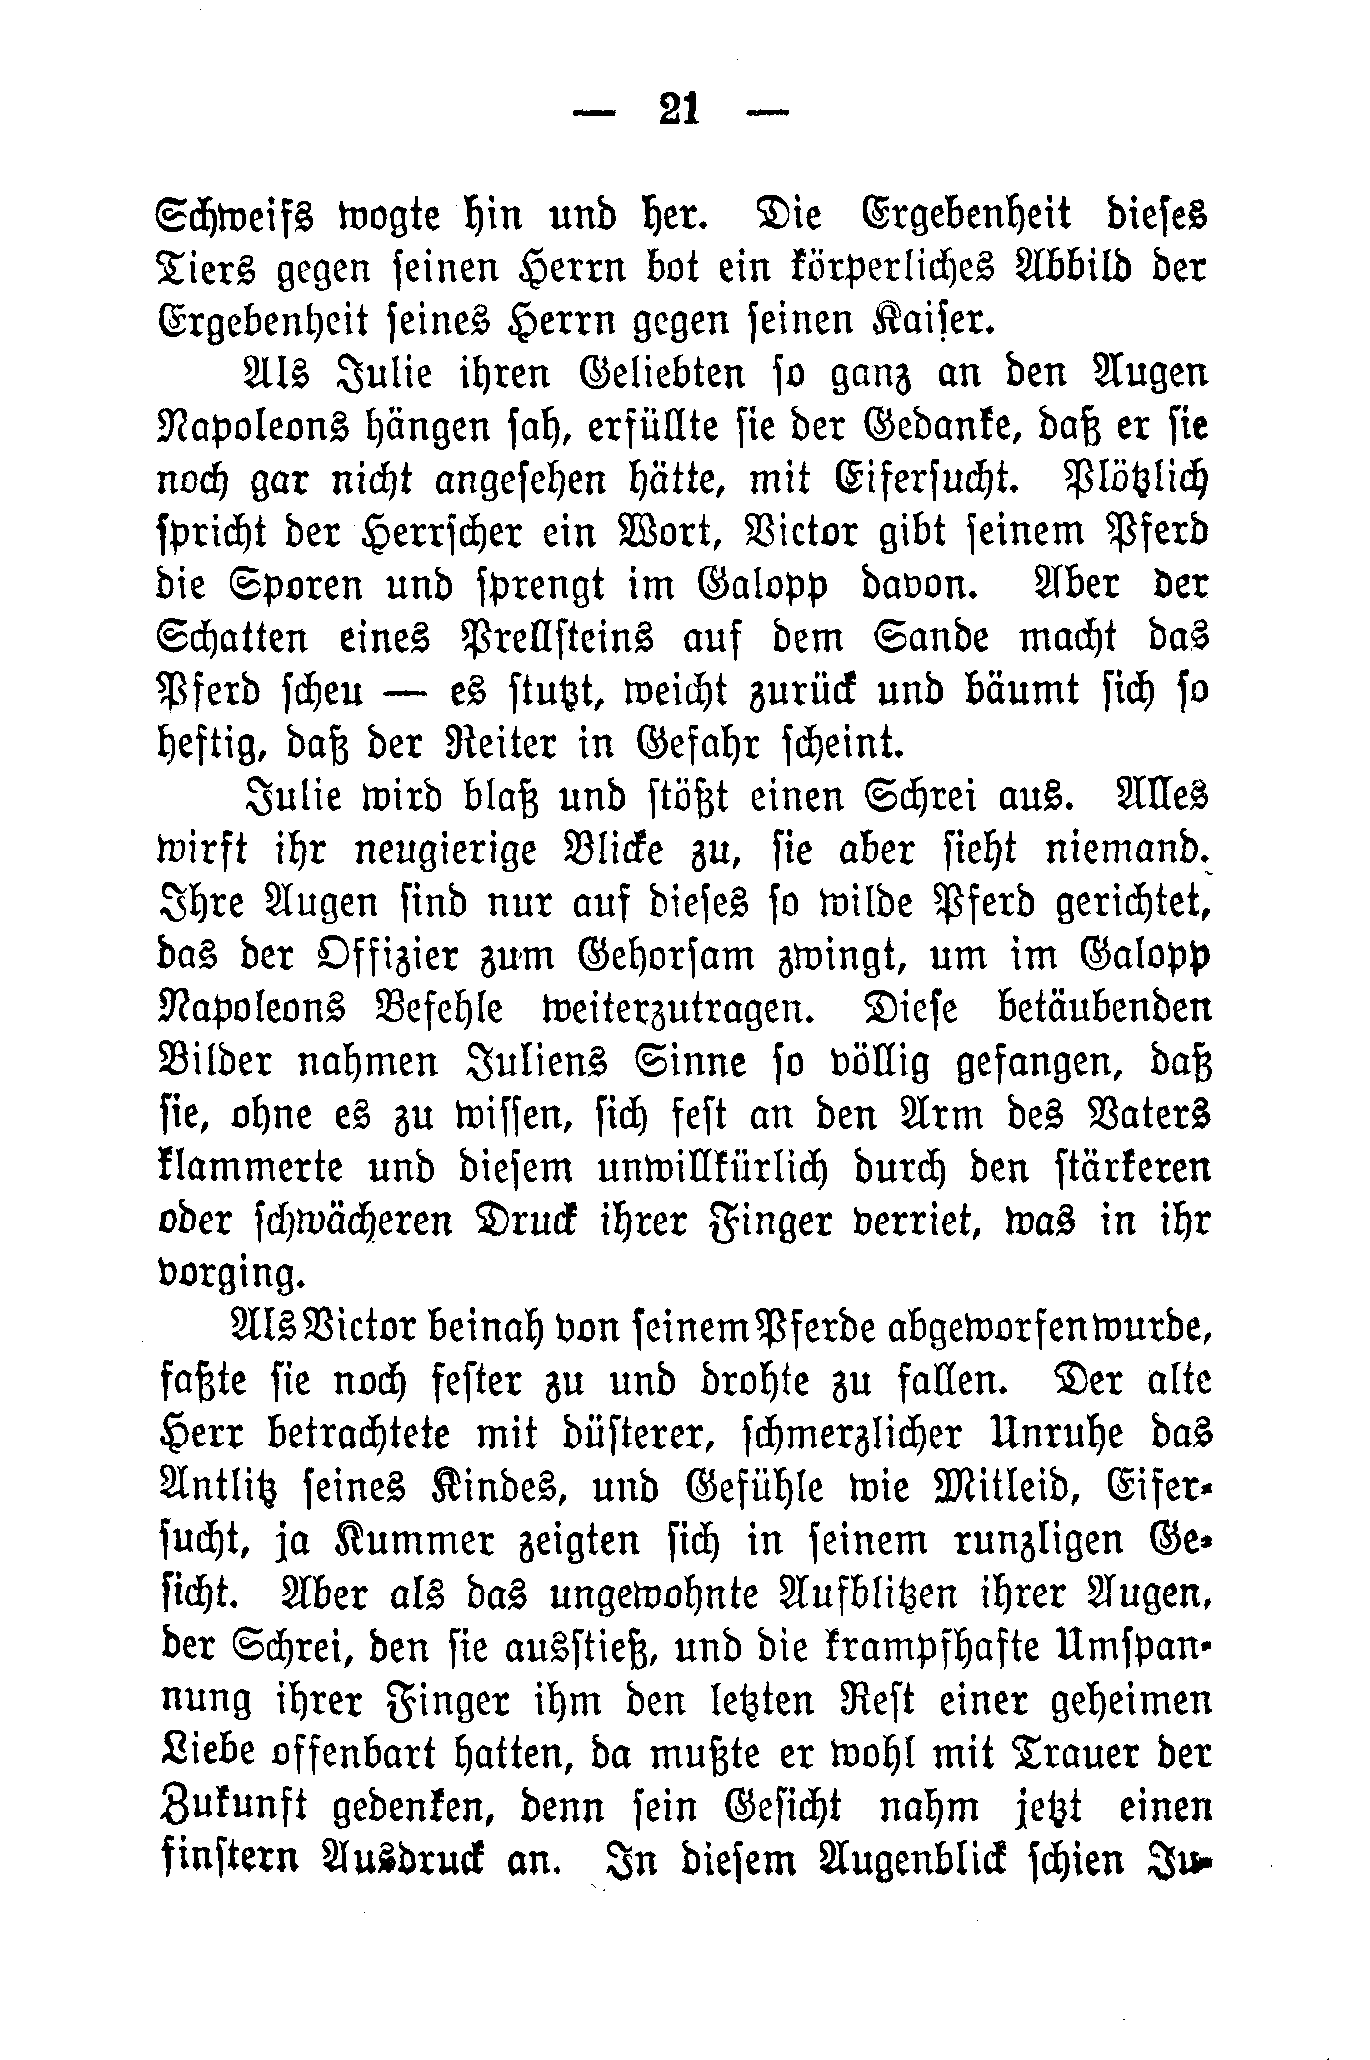 — 21 —
Schweifs wogte hin und her. Die Ergebenheit dieses
Tiers gegen seinen Herrn bot ein körperliches Abbild der
Ergebenheit seines Herrn gegen seinen Kaiser.
Als Julie ihren Geliebten so ganz an den Augen
Napoleons hängen sah, erfüllte sie der Gedanke, daß er sie
noch gar nicht angesehen hätte, mit Eifersucht. Plötzlich
spricht der Herrscher ein Wort, Victor gibt seinem Pferd
die Sporen und sprengt im Galopp davon. Aber der
Schatten eines Prellsteins auf dem Sande macht das
Pferd scheu — es stutzt, weicht zurück und bäumt sich so
heftig, daß der Reiter in Gefahr scheint.
Julie wird blaß und stößt einen Schrei aus. Alles
wirft ihr neugierige Blicke zu, sie aber sieht niemand.
Ihre Augen sind nur auf dieses so wilde Pferd gerichtet,
das der Offizier zum Gehorsam zwingt, um im Galopp
Napoleons Befehle weiterzutragen. Diese betäubenden
Bilder nahmen Juliens Sinne so völlig gefangen, daß
sie, ohne es zu wissen, sich fest an den Arm des Vaters
klammerte und diesem unwillkürlich durch den stärkeren
oder schwächeren Druck ihrer Finger verriet, was in ihr
vorging.
Als Victor beinah von seinem Pferde abgeworfen wurde,
faßte sie noch fester zu und drohte zu fallen. Der alte
Herr betrachtete mit düsterer, schmerzlicher Unruhe das
Antlitz seines Kindes, und Gefühle wie Mitleid, Eifer-
sucht, ja Kummer zeigten sich in seinem runzligen Ge-
sicht. Aber als das ungewohnte Aufblitzen ihrer Augen,
der Schrei, den sie ausstieß, und die krampfhafte Umspan-
nung ihrer Finger ihm den letzten Rest einer geheimen
Liebe offenbart hatten, da mußte er wohl mit Trauer der
Zukunft gedenken, denn sein Gesicht nahm jetzt einen
finstern Ausdruck an. In diesem Augenblick schien Ju-